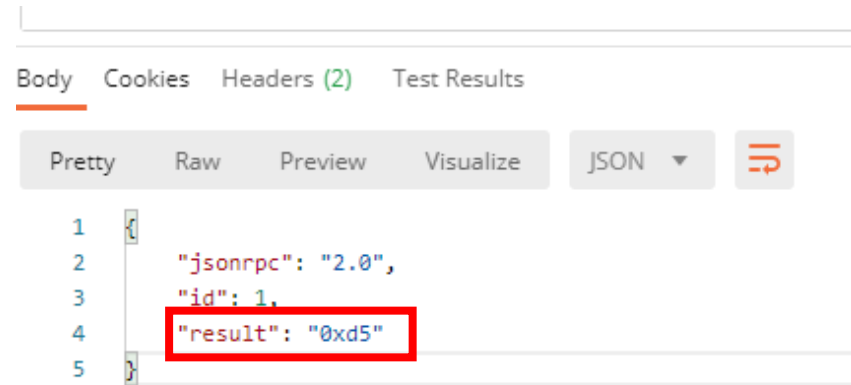 Body Cookies Headers (2) Test Results
Pretty Raw Preview Visualize JSON
1 {
2 "jsonrpc": "2.0",
3 "id": 1,
4 "result": "0xd5"
5 }